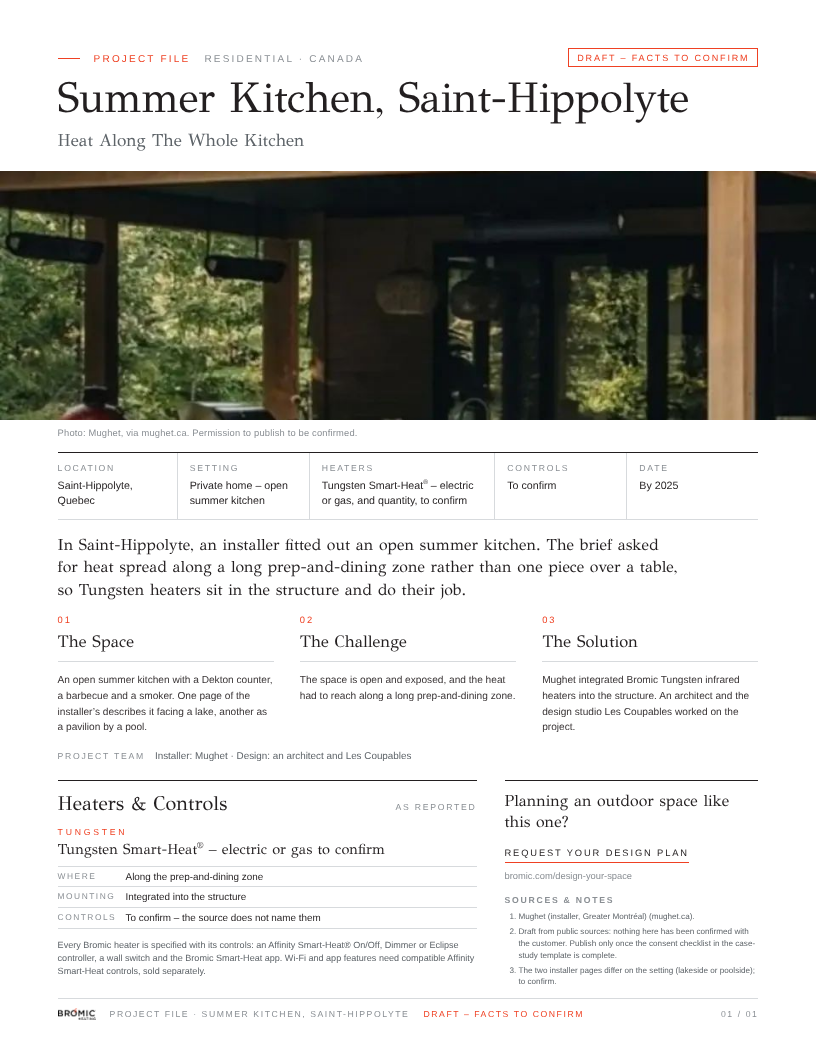 PROJECT FILE RESIDENTIAL · CANADA
DRAFT – FACTS TO CONFIRM
Summer Kitchen, Saint-Hippolyte
Heat Along The Whole Kitchen
Photo: Mughet, via mughet.ca. Permission to publish to be confirmed.
LOCATION
Saint-Hippolyte,
Quebec
SETTING
Private home – open
summer kitchen
HEATERS
Tungsten Smart-Heat® – electric
or gas, and quantity, to confirm
CONTROLS
To confirm
DATE
By 2025
In Saint-Hippolyte, an installer fitted out an open summer kitchen. The brief asked
for heat spread along a long prep-and-dining zone rather than one piece over a table,
so Tungsten heaters sit in the structure and do their job.
01
The Space
An open summer kitchen with a Dekton counter,
a barbecue and a smoker. One page of the
installer’s describes it facing a lake, another as
a pavilion by a pool.
02
The Challenge
The space is open and exposed, and the heat
had to reach along a long prep-and-dining zone.
03
The Solution
Mughet integrated Bromic Tungsten infrared
heaters into the structure. An architect and the
design studio Les Coupables worked on the
project.
PROJECT TEAM Installer: Mughet · Design: an architect and Les Coupables
Heaters & Controls
AS REPORTED
TUNGSTEN
Tungsten Smart-Heat® – electric or gas to confirm
WHERE Along the prep-and-dining zone
MOUNTING Integrated into the structure
CONTROLS To confirm – the source does not name them
Every Bromic heater is specified with its controls: an Affinity Smart-Heat® On/Off, Dimmer or Eclipse
controller, a wall switch and the Bromic Smart-Heat app. Wi-Fi and app features need compatible Affinity
Smart-Heat controls, sold separately.
Planning an outdoor space like
this one?
REQUEST YOUR DESIGN PLAN
bromic.com/design-your-space
SOURCES & NOTES
1. Mughet (installer, Greater Montréal) (mughet.ca).
2. Draft from public sources: nothing here has been confirmed with
the customer. Publish only once the consent checklist in the case-
study template is complete.
3. The two installer pages differ on the setting (lakeside or poolside);
to confirm.
BROMIC
HEATING
PROJECT FILE · SUMMER KITCHEN, SAINT-HIPPOLYTE DRAFT – FACTS TO CONFIRM
01 / 01